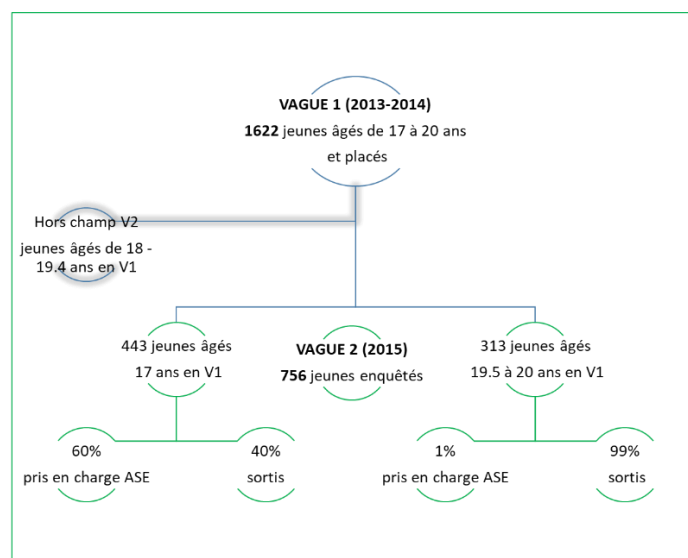 VAGUE 1 (2013-2014)
1622 jeunes âgés de 17 à 20 ans
et placés
Hors champ V2
jeunes âgés de 18 -
19.4 ans en V1
443 jeunes âgés
17 ans en V1
VAGUE 2 (2015)
756 jeunes enquêtés
313 jeunes âgés
19.5 à 20 ans en V1
60%
pris en charge ASE
40%
sortis
1%
pris en charge ASE
99%
sortis